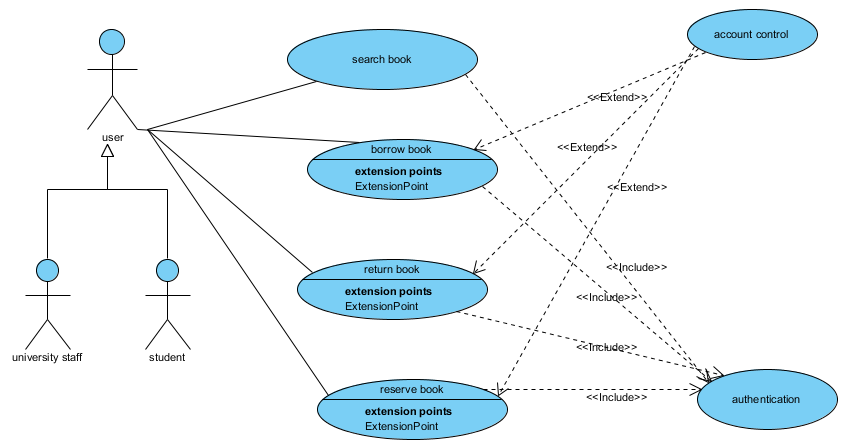 account control
search book
<<Extend>>
user
borrow book
extension points
ExtensionPoint
<<Extend>>
<<Extend>>
return book
extension points
ExtensionPoint
<<Include>>
<<Include>>
university staff
student
<<Include>>
reserve book
extension points
ExtensionPoint
<<Include>>
authentication